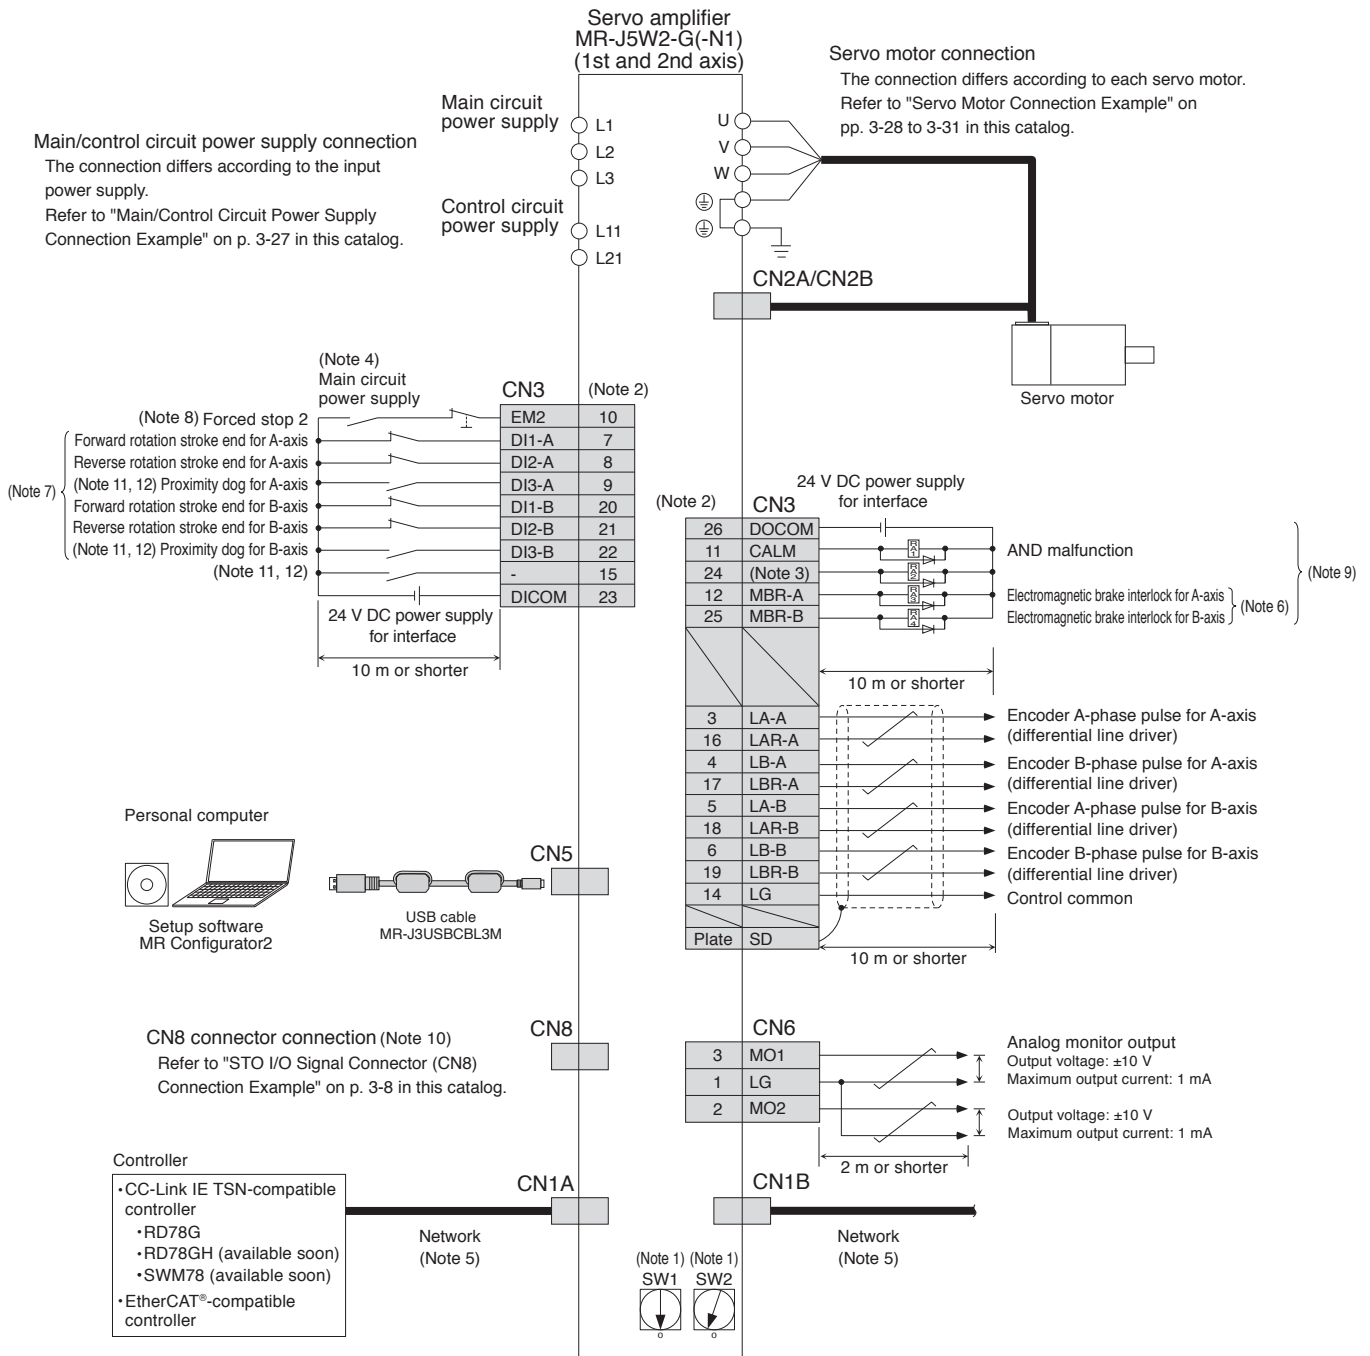 Servo amplifier
MR-J5W2-G(-N1)
(1st and 2nd axis)
Servo motor connection
The connection differs according to each servo motor.
Refer to "Servo Motor Connection Example" on
pp. 3-28 to 3-31 in this catalog.
Main/control circuit power supply connection
The connection differs according to the input
power supply.
Refer to "Main/Control Circuit Power Supply
Connection Example" on p. 3-27 in this catalog.
Main circuit
power supply
L1
L2
L3
Control circuit
power supply
L11
L21
U
V
W
CN2A/CN2B
Servo motor
(Note 4)
Main circuit
power supply
CN3
(Note 2)
(Note 8) Forced stop 2
EM2 10
Forward rotation stroke end for A-axis
DI1-A 7
Reverse rotation stroke end for A-axis
DI2-A 8
(Note 7)
(Note 11, 12) Proximity dog for A-axis
DI3-A 9
Forward rotation stroke end for B-axis
DI1-B 20
Reverse rotation stroke end for B-axis
DI2-B 21
(Note 11, 12) Proximity dog for B-axis
DI3-B 22
(Note 11, 12)
- 15
DICOM 23
24 V DC power supply
for interface
10 m or shorter
24 V DC power supply
for interface
(Note 2)
CN3
26 DOCOM
11 CALM
RA1
AND malfunction
24 (Note 3)
RA2
12 MBR-A
RA3
Electromagnetic brake interlock for A-axis
25 MBR-B
RA4
Electromagnetic brake interlock for B-axis
(Note 6)
(Note 9)
10 m or shorter
3 LA-A
16 LAR-A
Encoder A-phase pulse for A-axis
(differential line driver)
4 LB-A
17 LBR-A
Encoder B-phase pulse for A-axis
(differential line driver)
5 LA-B
18 LAR-B
Encoder A-phase pulse for B-axis
(differential line driver)
6 LB-B
19 LBR-B
Encoder B-phase pulse for B-axis
(differential line driver)
14 LG
Control common
Plate SD
10 m or shorter
Personal computer
Setup software
MR Configurator2
USB cable
MR-J3USBCBL3M
CN5
CN8 connector connection (Note 10)
Refer to "STO I/O Signal Connector (CN8)
Connection Example" on p. 3-8 in this catalog.
CN8
CN6
3 MO1
1 LG
2 MO2
Analog monitor output
Output voltage: ±10 V
Maximum output current: 1 mA
Output voltage: ±10 V
Maximum output current: 1 mA
2 m or shorter
Controller
•CC-Link IE TSN-compatible
controller
•RD78G
•RD78GH (available soon)
•SWM78 (available soon)
•EtherCAT®-compatible
controller
CN1A
Network
(Note 5)
CN1B
Network
(Note 5)
(Note 1) (Note 1)
SW1 SW2
0 0